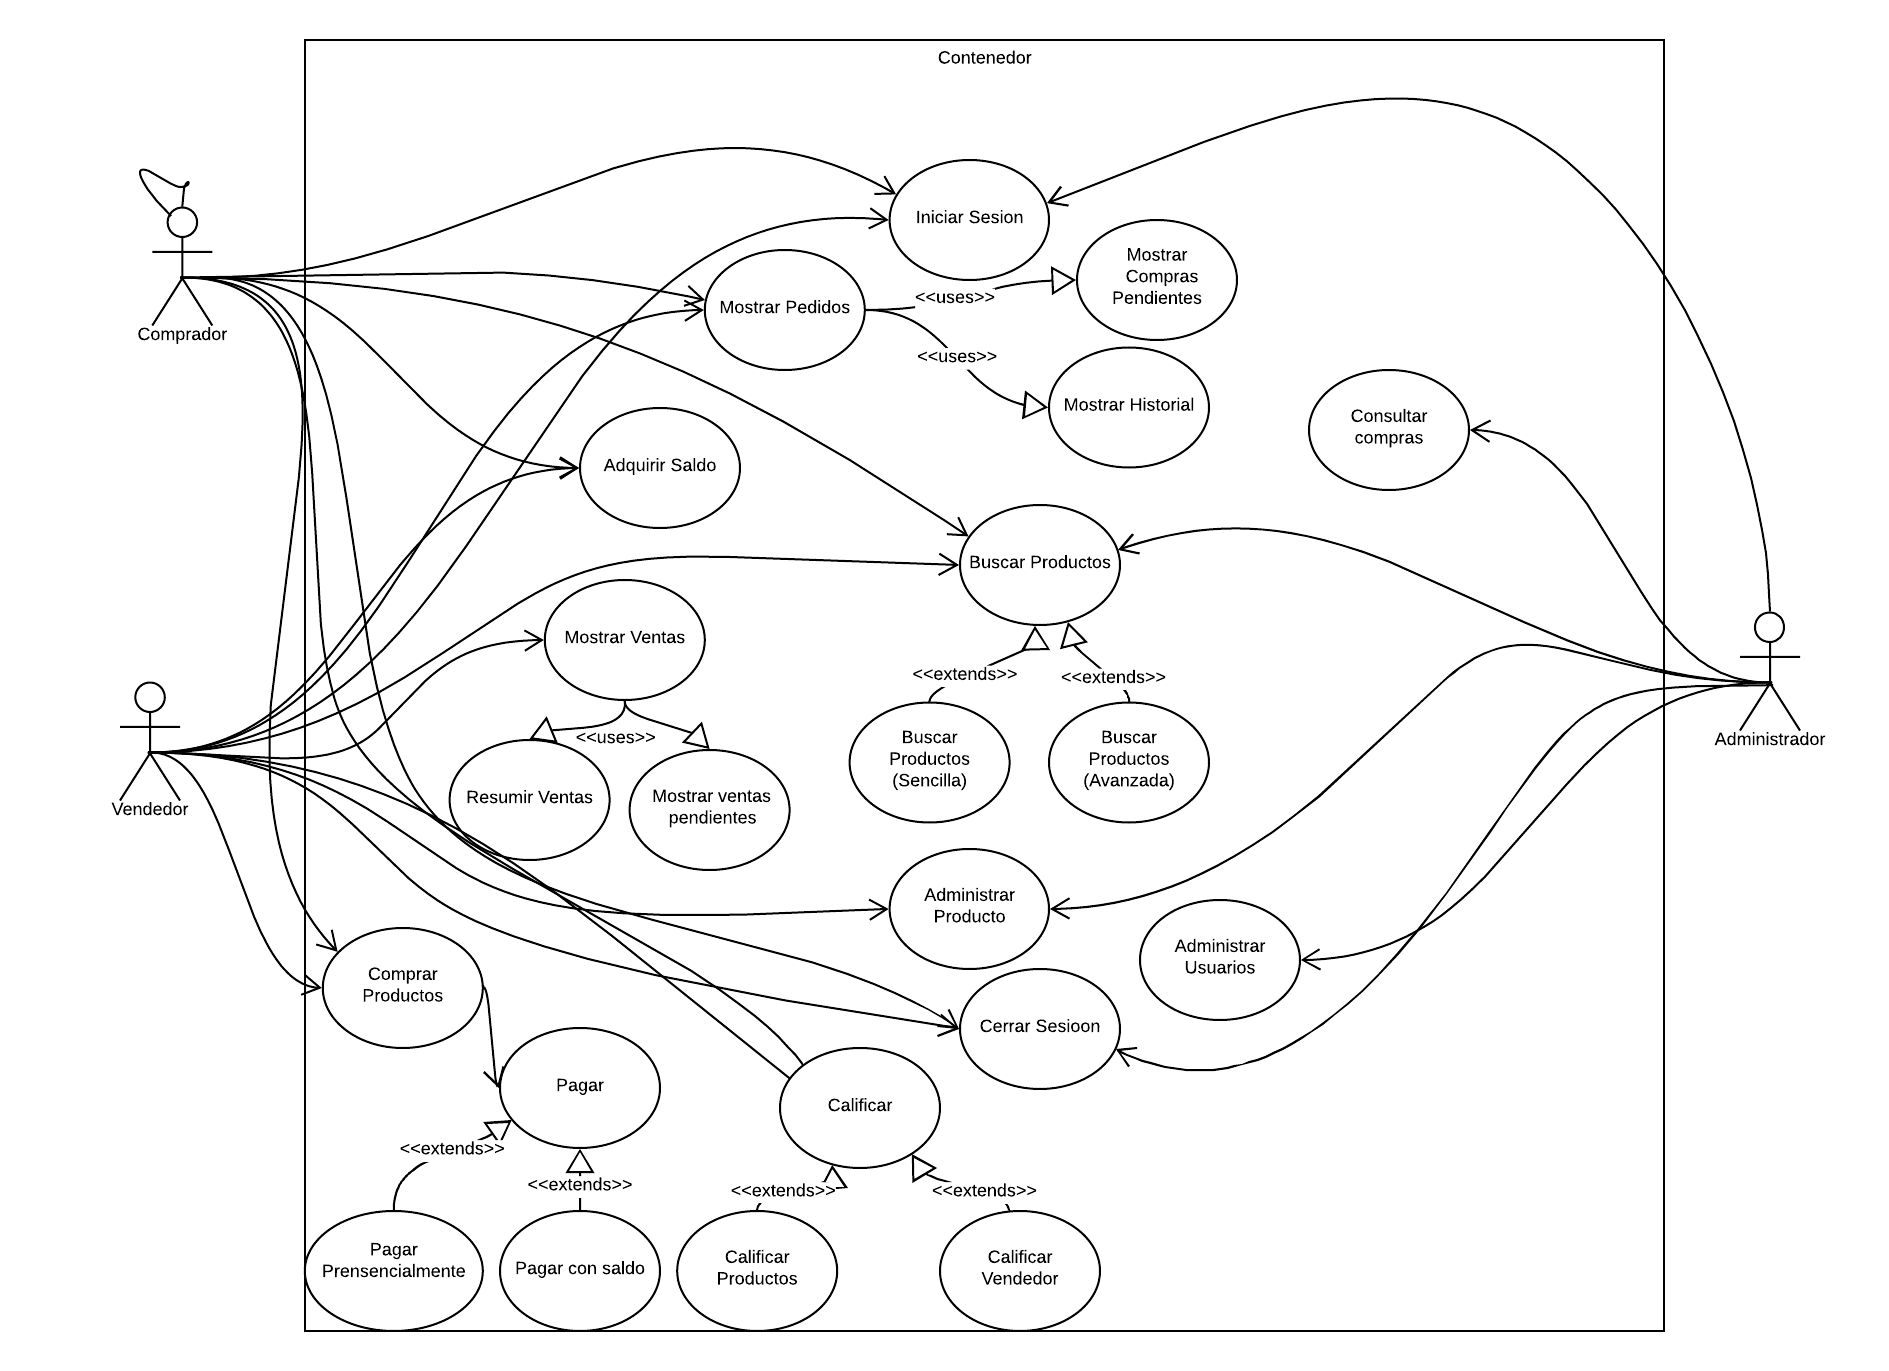 Contenedor
Iniciar Sesion
Mostrar
Compras
Pendientes
<<uses>>
Mostrar Pedidos
Comprador
<<uses>>
Mostrar Historial
Consultar
compras
Adquirir Saldo
Buscar Productos
Mostrar Ventas
<<extends>>
<<extends>>
<<uses>>
Buscar
Productos
(Sencilla)
Buscar
Productos
(Avanzada)
Administrador
Resumir Ventas
Mostrar ventas
pendientes
Vendedor
Administrar
Producto
Administrar
Usuarios
Comprar
Productos
Cerrar Sesioon
Pagar
Calificar
<<extends>>
<<extends>>
<<extends>>
<<extends>>
Pagar
Prensencialmente
Pagar con saldo
Calificar
Productos
Calificar
Vendedor